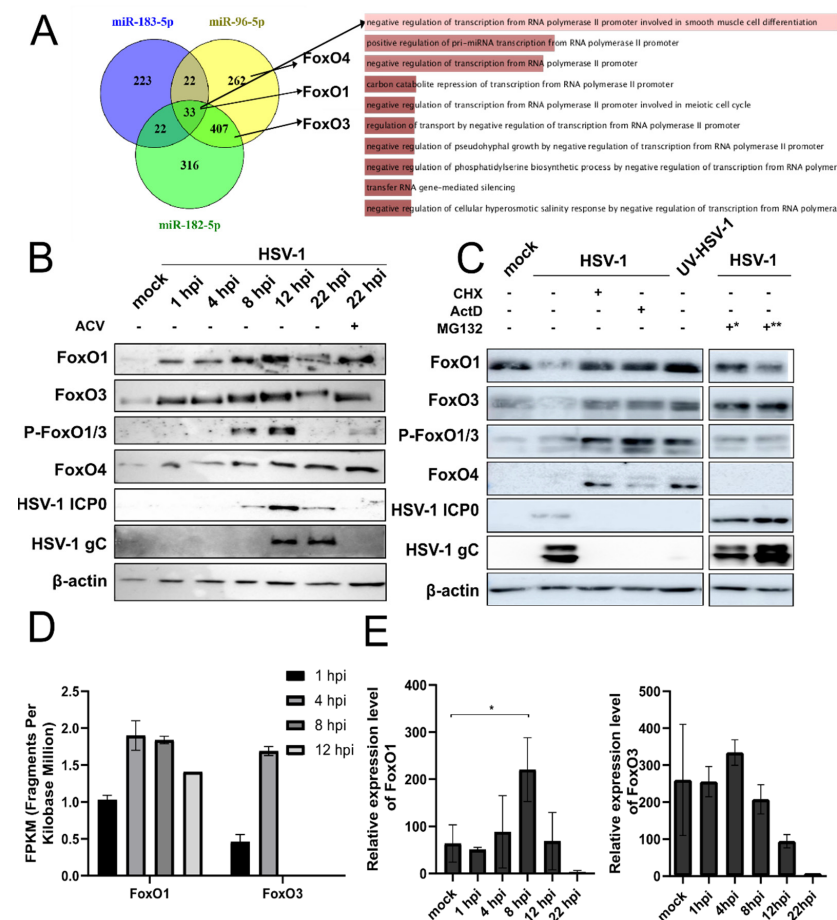 A
miR-183-5p
miR-96-5p
223
22
262
33
22
407
316
miR-182-5p
FoxO4
FoxO1
FoxO3
negative regulation of transcription from RNA polymerase II promoter involved in smooth muscle cell differentiation
positive regulation of pri-miRNA transcription from RNA polymerase II promoter
negative regulation of transcription from RNA polymerase II promoter
carbon catabolite repression of transcription from RNA polymerase II promoter
negative regulation of transcription from RNA polymerase II promoter involved in meiotic cell cycle
regulation of transport by negative regulation of transcription from RNA polymerase II promoter
negative regulation of pseudohyphal growth by negative regulation of transcription from RNA polymerase II promoter
negative regulation of phosphatidylserine biosynthetic process by negative regulation of transcription from RNA polymer
transfer RNA gene-mediated silencing
negative regulation of cellular hyperosmotic salinity response by negative regulation of transcription from RNA polymera
B
HSV-1
mock
1 hpi
4 hpi
8 hpi
12 hpi
22 hpi
22 hpi
ACV - - - - - - +
FoxO1
FoxO3
P-FoxO1/3
FoxO4
HSV-1 ICP0
HSV-1 gC
β-actin
C
mock
HSV-1
UV-HSV-1
HSV-1
CHX - - + - - - -
ActD - - - + - - -
MG132 - - - - - +* +**
FoxO1
FoxO3
P-FoxO1/3
FoxO4
HSV-1 ICP0
HSV-1 gC
β-actin
D
FPKM (Fragments Per
Kilobase Million)
2.5
2.0
1.5
1.0
0.5
0.0
FoxO1
FoxO3
1 hpi
4 hpi
8 hpi
12 hpi
E
Relative expression level
of FoxO1
400
300
200
100
0
*
mock
1 hpi
4 hpi
8 hpi
12 hpi
22 hpi
Relative expression level
of FoxO3
500
400
300
200
100
0
mock
1hpi
4hpi
8hpi
12hpi
22hpi